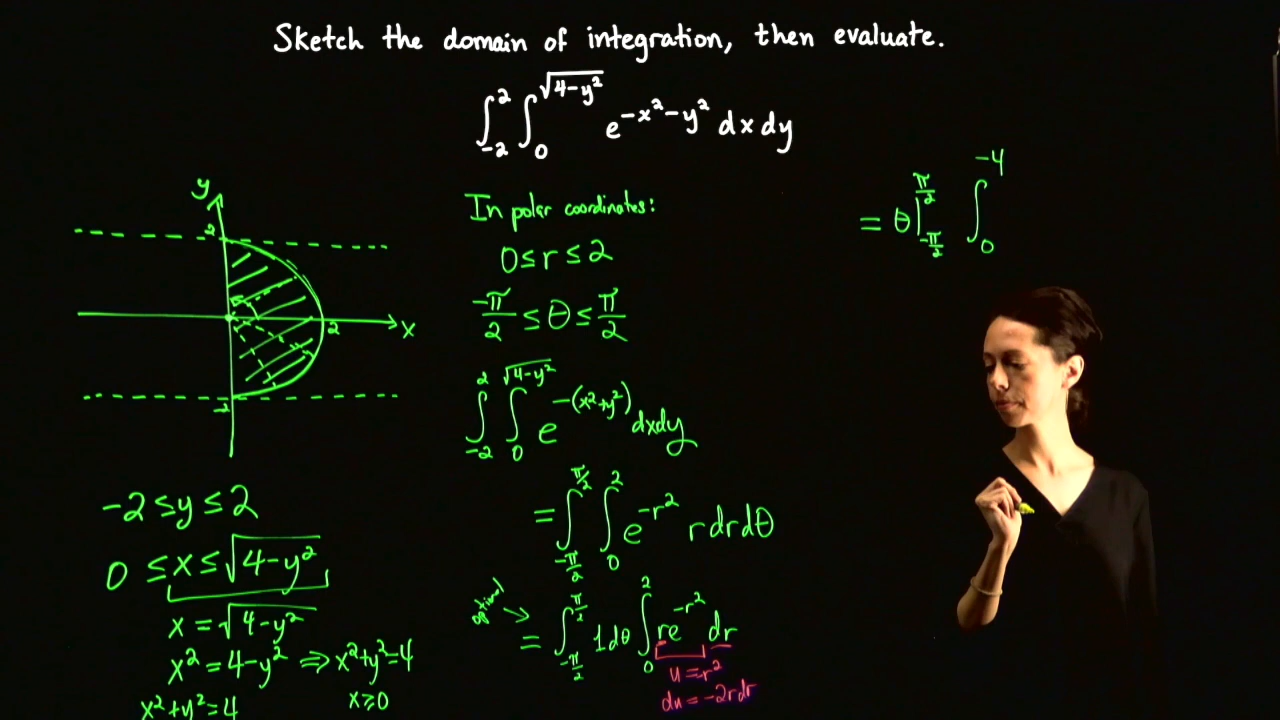 Sketch the domain of integration, then evaluate.
∫_{-2}^{2} ∫_{0}^{√(4-y²)} e^{-x²-y²} dx dy
y
2
2
x
-2
-2 ≤ y ≤ 2
0 ≤ x ≤ √(4-y²)
x = √(4-y²)
x² = 4-y² ⇒ x²+y²=4
x²+y²=4
x≥0
In polar coordinates:
0 ≤ r ≤ 2
-π/2 ≤ θ ≤ π/2
∫_{-2}^{2} ∫_{0}^{√(4-y²)} e^{-(x²+y²)} dxdy
= ∫_{-π/2}^{π/2} ∫_{0}^{2} e^{-r²} r dr dθ
optional →
= ∫_{-π/2}^{π/2} 1 dθ ∫_{0}^{2} re^{-r²} dr
u = -r²
du = -2rdr
= θ|_{-π/2}^{π/2} ∫_{0}^{-4}